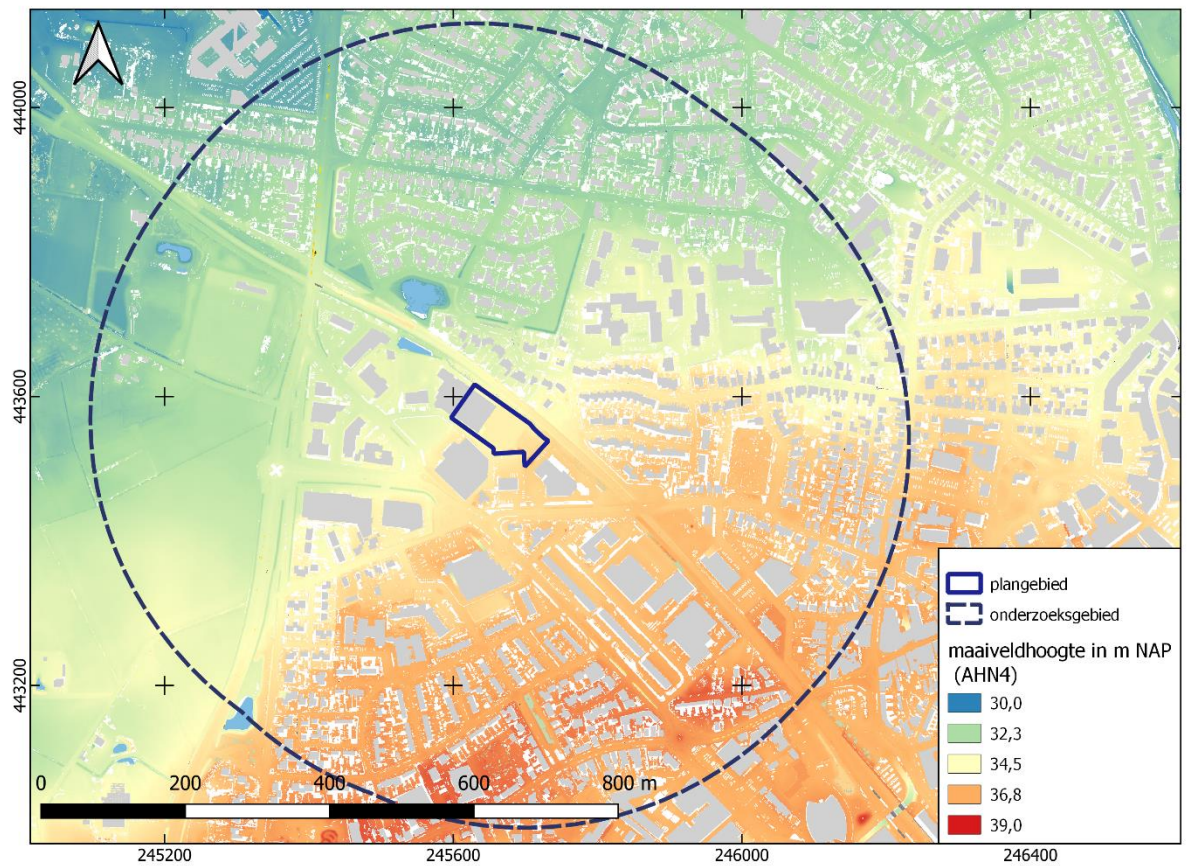 444000
443600
443200
0 200 400 600 800 m
plangebied
onderzoeksgebied
maaiveldhoogte in m NAP
(AHN4)
30,0
32,3
34,5
36,8
39,0
245200 245600 246000 246400